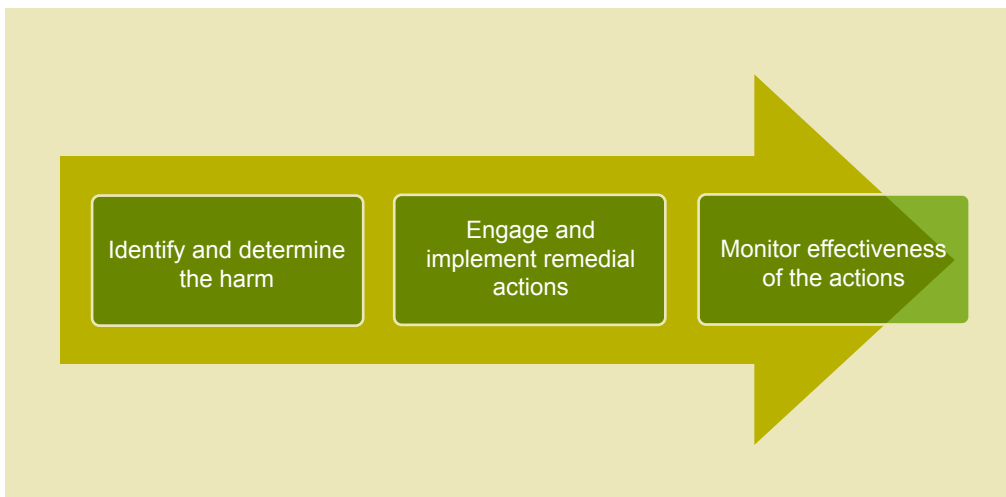 Identify and determine
the harm
Engage and
implement remedial
actions
Monitor effectiveness
of the actions